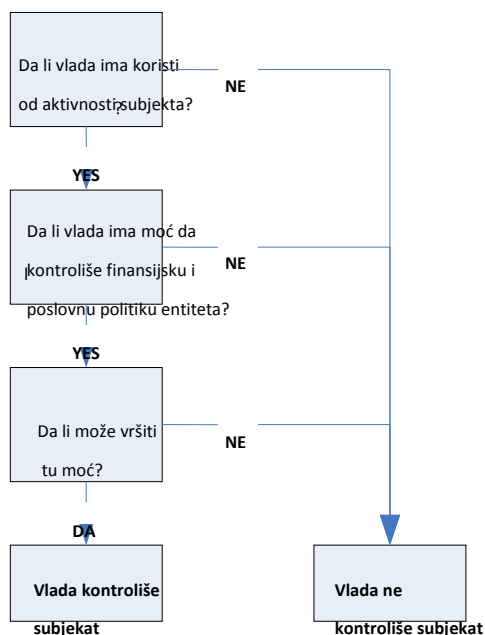 Da li vlada ima koristi
od aktivnosti subjekta?
NE
YES
Da li vlada ima moć da
kontroliše finansijsku i
poslovnu politiku entiteta?
NE
YES
Da li može vršiti
tu moć?
NE
DA
Vlada kontroliše
subjekat
Vlada ne
kontroliše subjekat